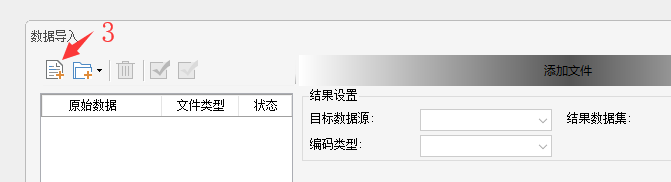 数据导入
3
添加文件
原始数据 文件类型 状态
结果设置
目标数据源: 结果数据集:
编码类型: